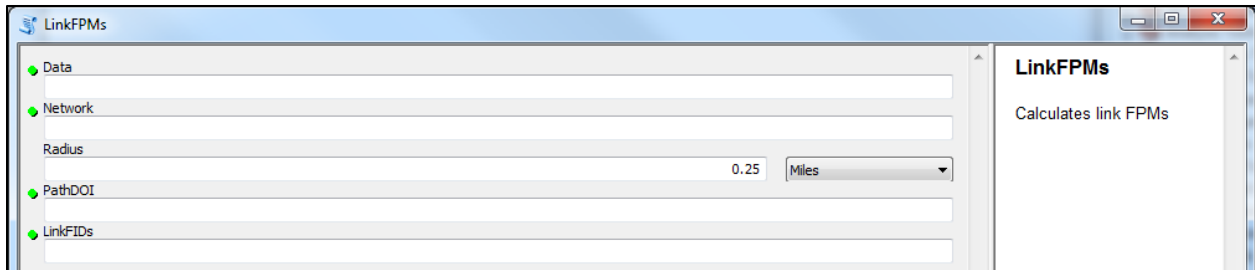 LinkFPMs
Data
Network
Radius
0.25 Miles
PathDOI
LinkFIDs
LinkFPMs
Calculates link FPMs